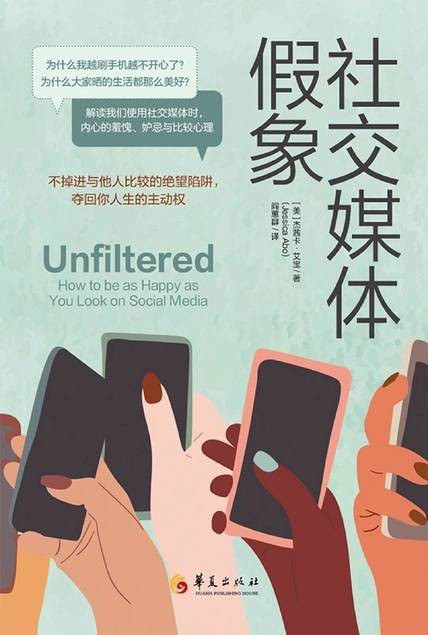 社交媒体
假象
为什么我越刷手机越不开心了?
为什么大家晒的生活都那么美好?
解读我们使用社交媒体时,
内心的羞愧、妒忌与比较心理
不掉进与他人比较的绝望陷阱,
夺回你人生的主动权
[美]杰茜卡·艾宝/著
(Jessica Abo)
阎蕙群/译
Unfiltered
How to be as Happy as
You Look on Social Media
华夏出版社
HUAXIA PUBLISHING HOUSE